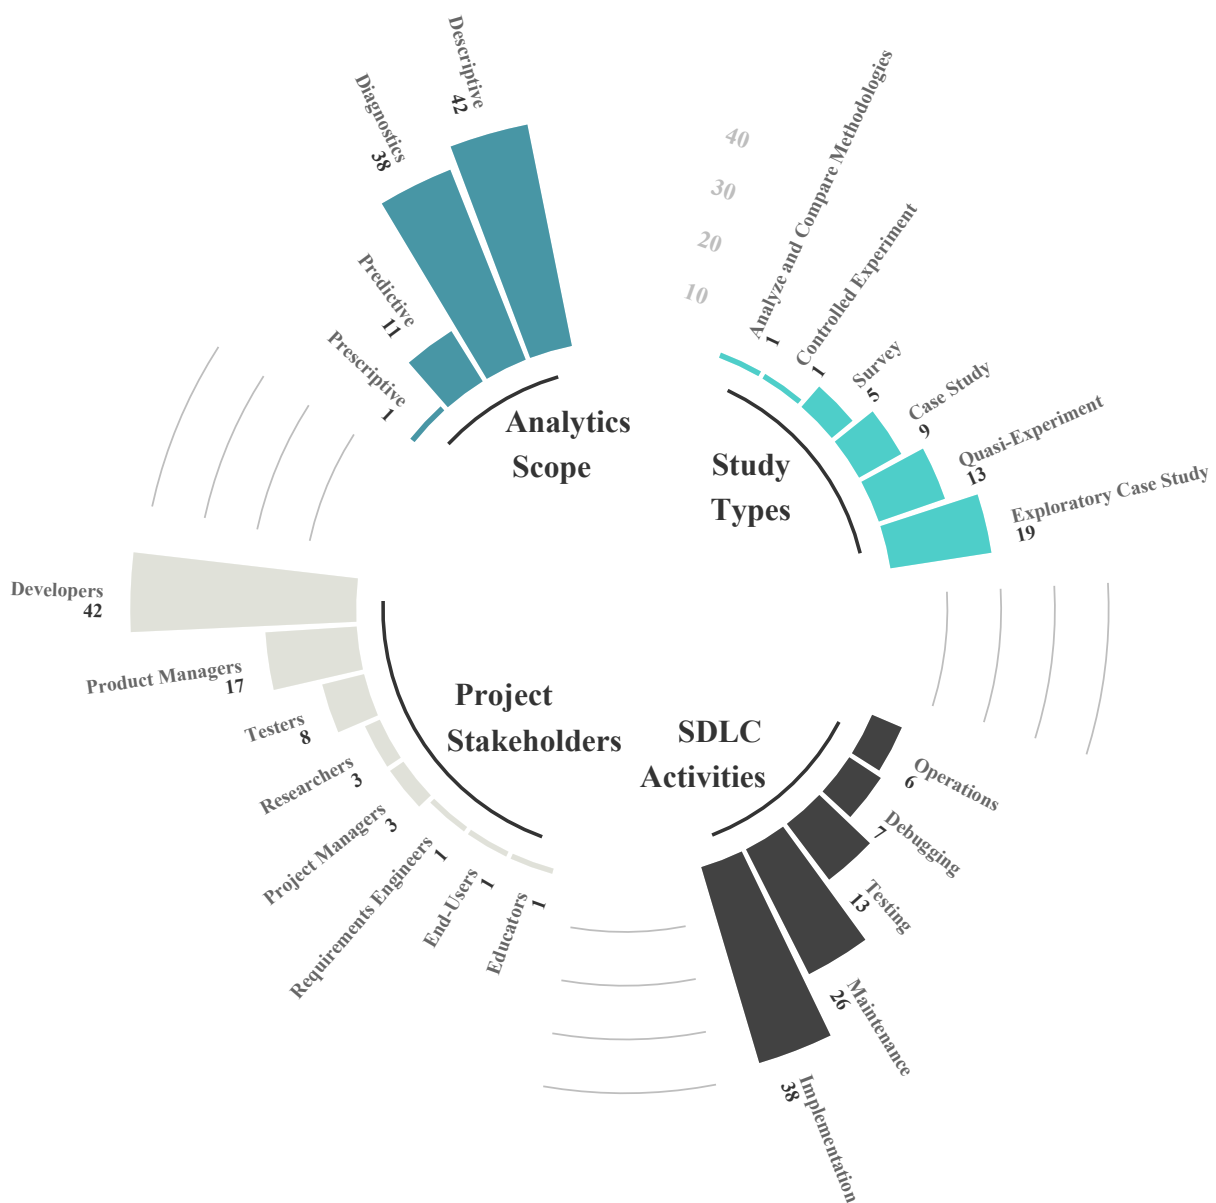 Descriptive
42
Diagnostics
38
Predictive
11
Prescriptive
1
Analytics
Scope
40
30
20
10
Analyze and Compare Methodologies
1
Controlled Experiment
1
Survey
5
Case Study
9
Quasi-Experiment
13
Exploratory Case Study
19
Study
Types
Developers
42
Product Managers
17
Testers
8
Researchers
3
Project Managers
3
Requirements Engineers
1
End-Users
1
Educators
1
Project
Stakeholders
SDLC
Activities
Operations
6
Debugging
7
Testing
13
Maintenance
26
Implementation
38